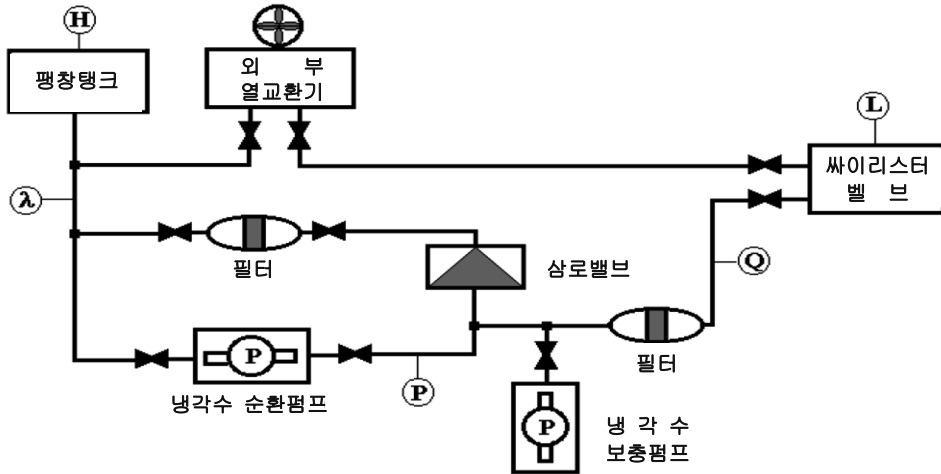 H
팽창탱크
외 부
열교환기
L
싸이리스터
벨 브
λ
필터
삼로밸브
Q
P
냉각수 순환펌프
P
필터
P
냉 각 수
보충펌프